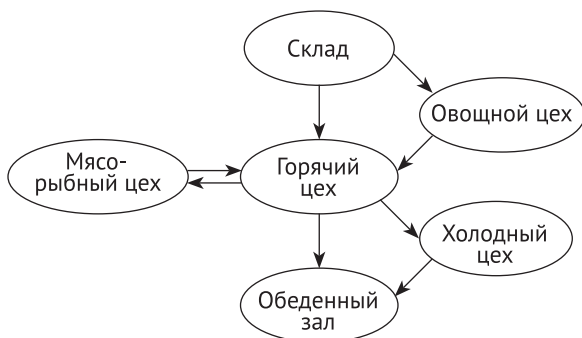 Склад
Овощной цех
Мясо-
рыбный цех
Горячий
цех
Холодный
цех
Обеденный
зал